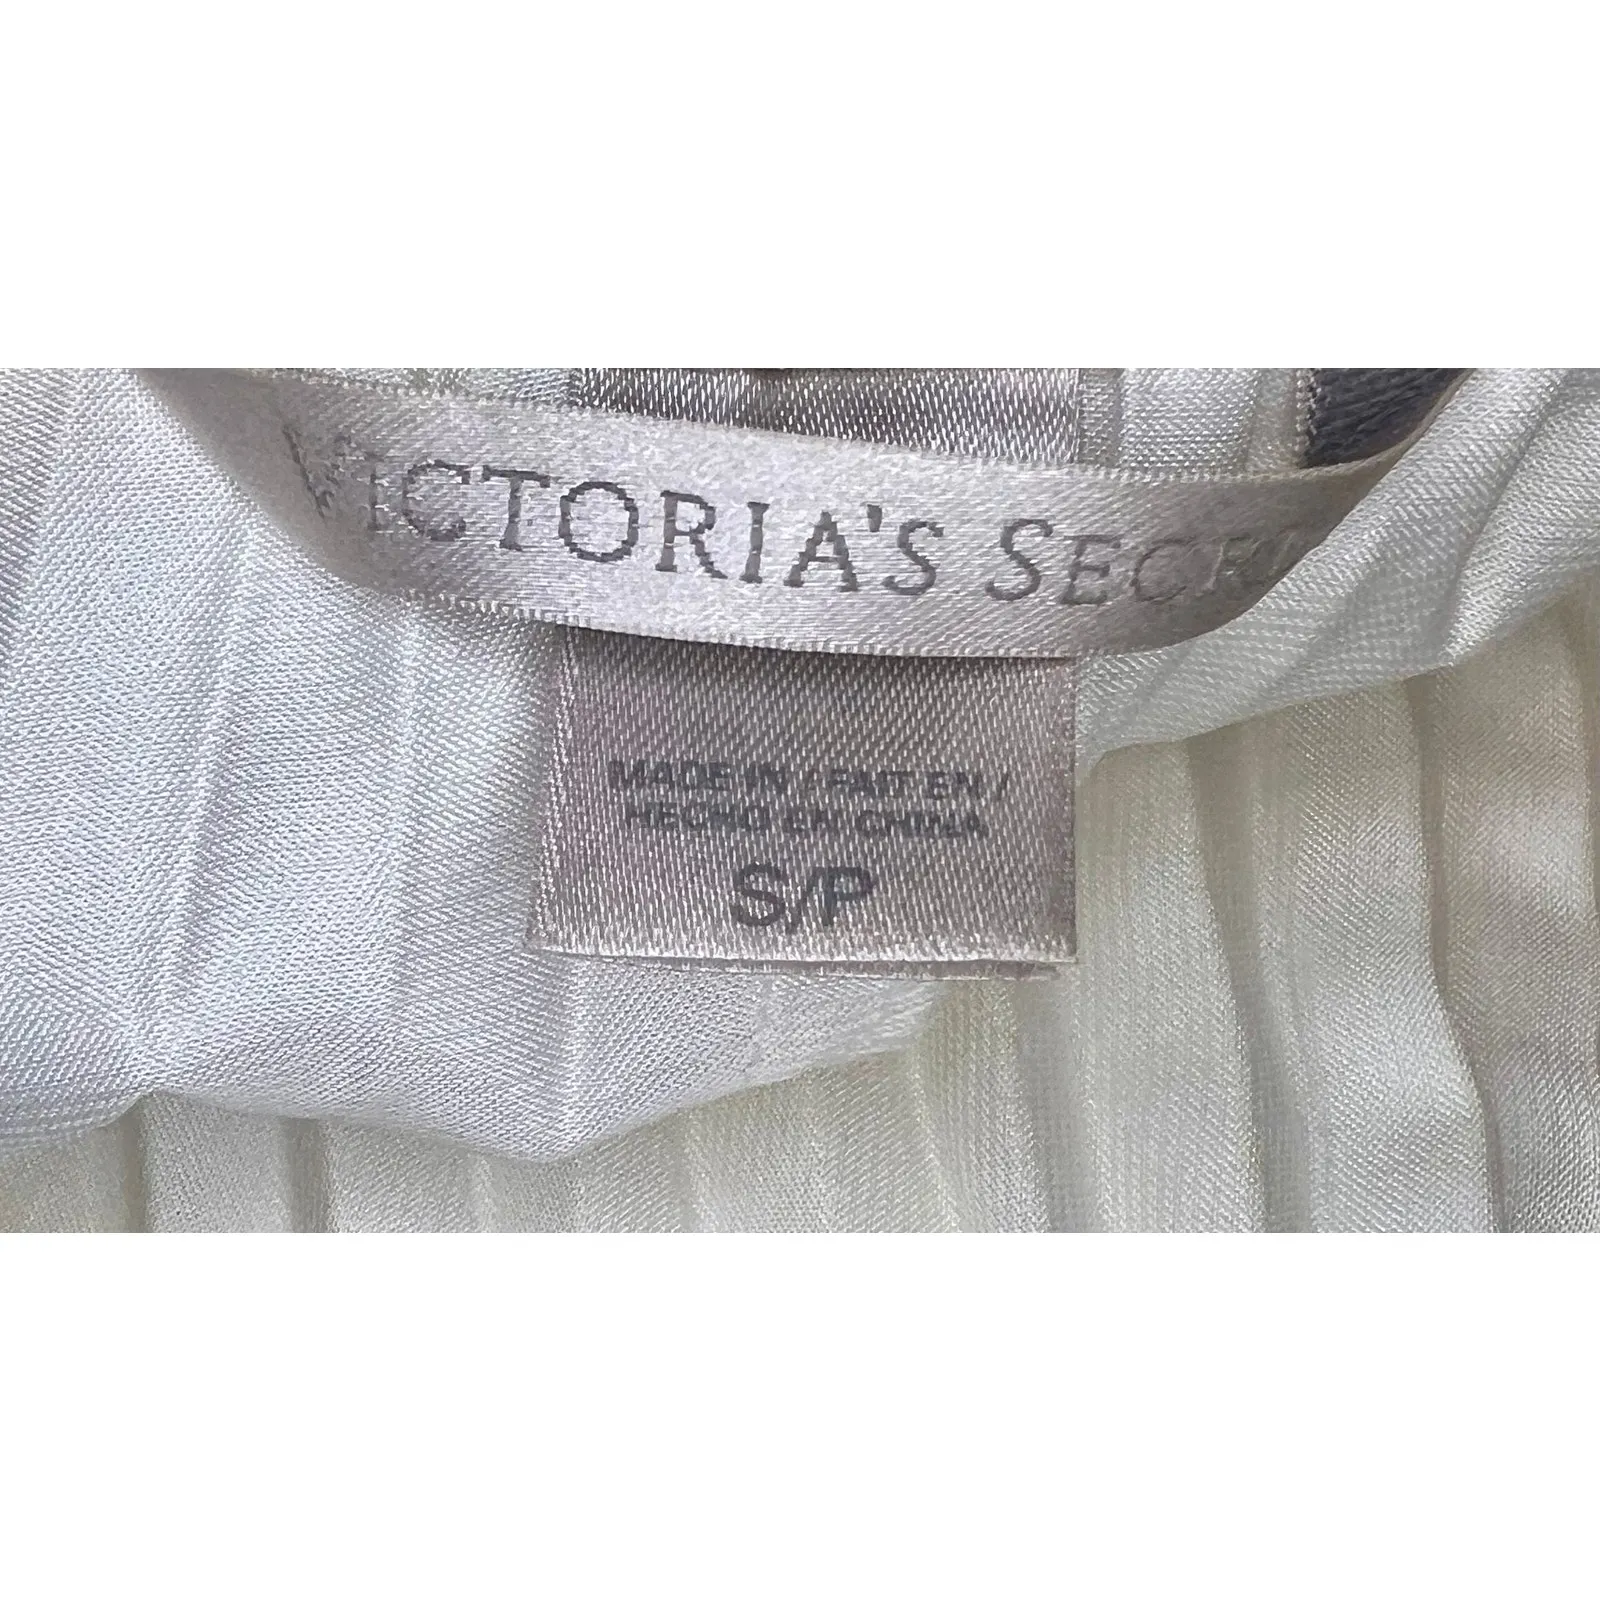 VICTORIA'S SECRE
MADE IN / FAIT EN /
HECHO EN CHINA
S/P